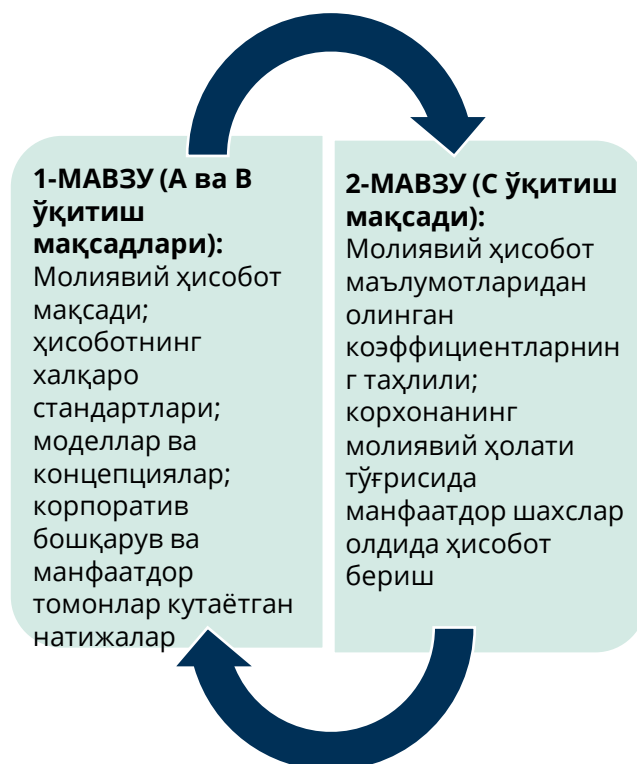 1-МАВЗУ (А ва В
ўқитиш
мақсадлари):
Молиявий ҳисобот
мақсади;
ҳисоботнинг
халқаро
стандартлари;
моделлар ва
концепциялар;
корпоратив
бошқарув ва
манфаатдор
томонлар кутаётган
натижалар
2-МАВЗУ (С ўқитиш
мақсади):
Молиявий ҳисобот
маълумотларидан
олинган
коэффициентларнин
г таҳлили;
корхонанинг
молиявий ҳолати
тўғрисида
манфаатдор шахслар
олдида ҳисобот
бериш